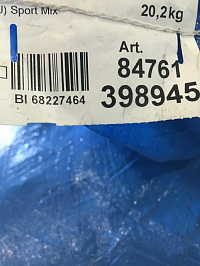 J) Sport Mix 20,2kg
Art.
84761
BI 68227464
398945